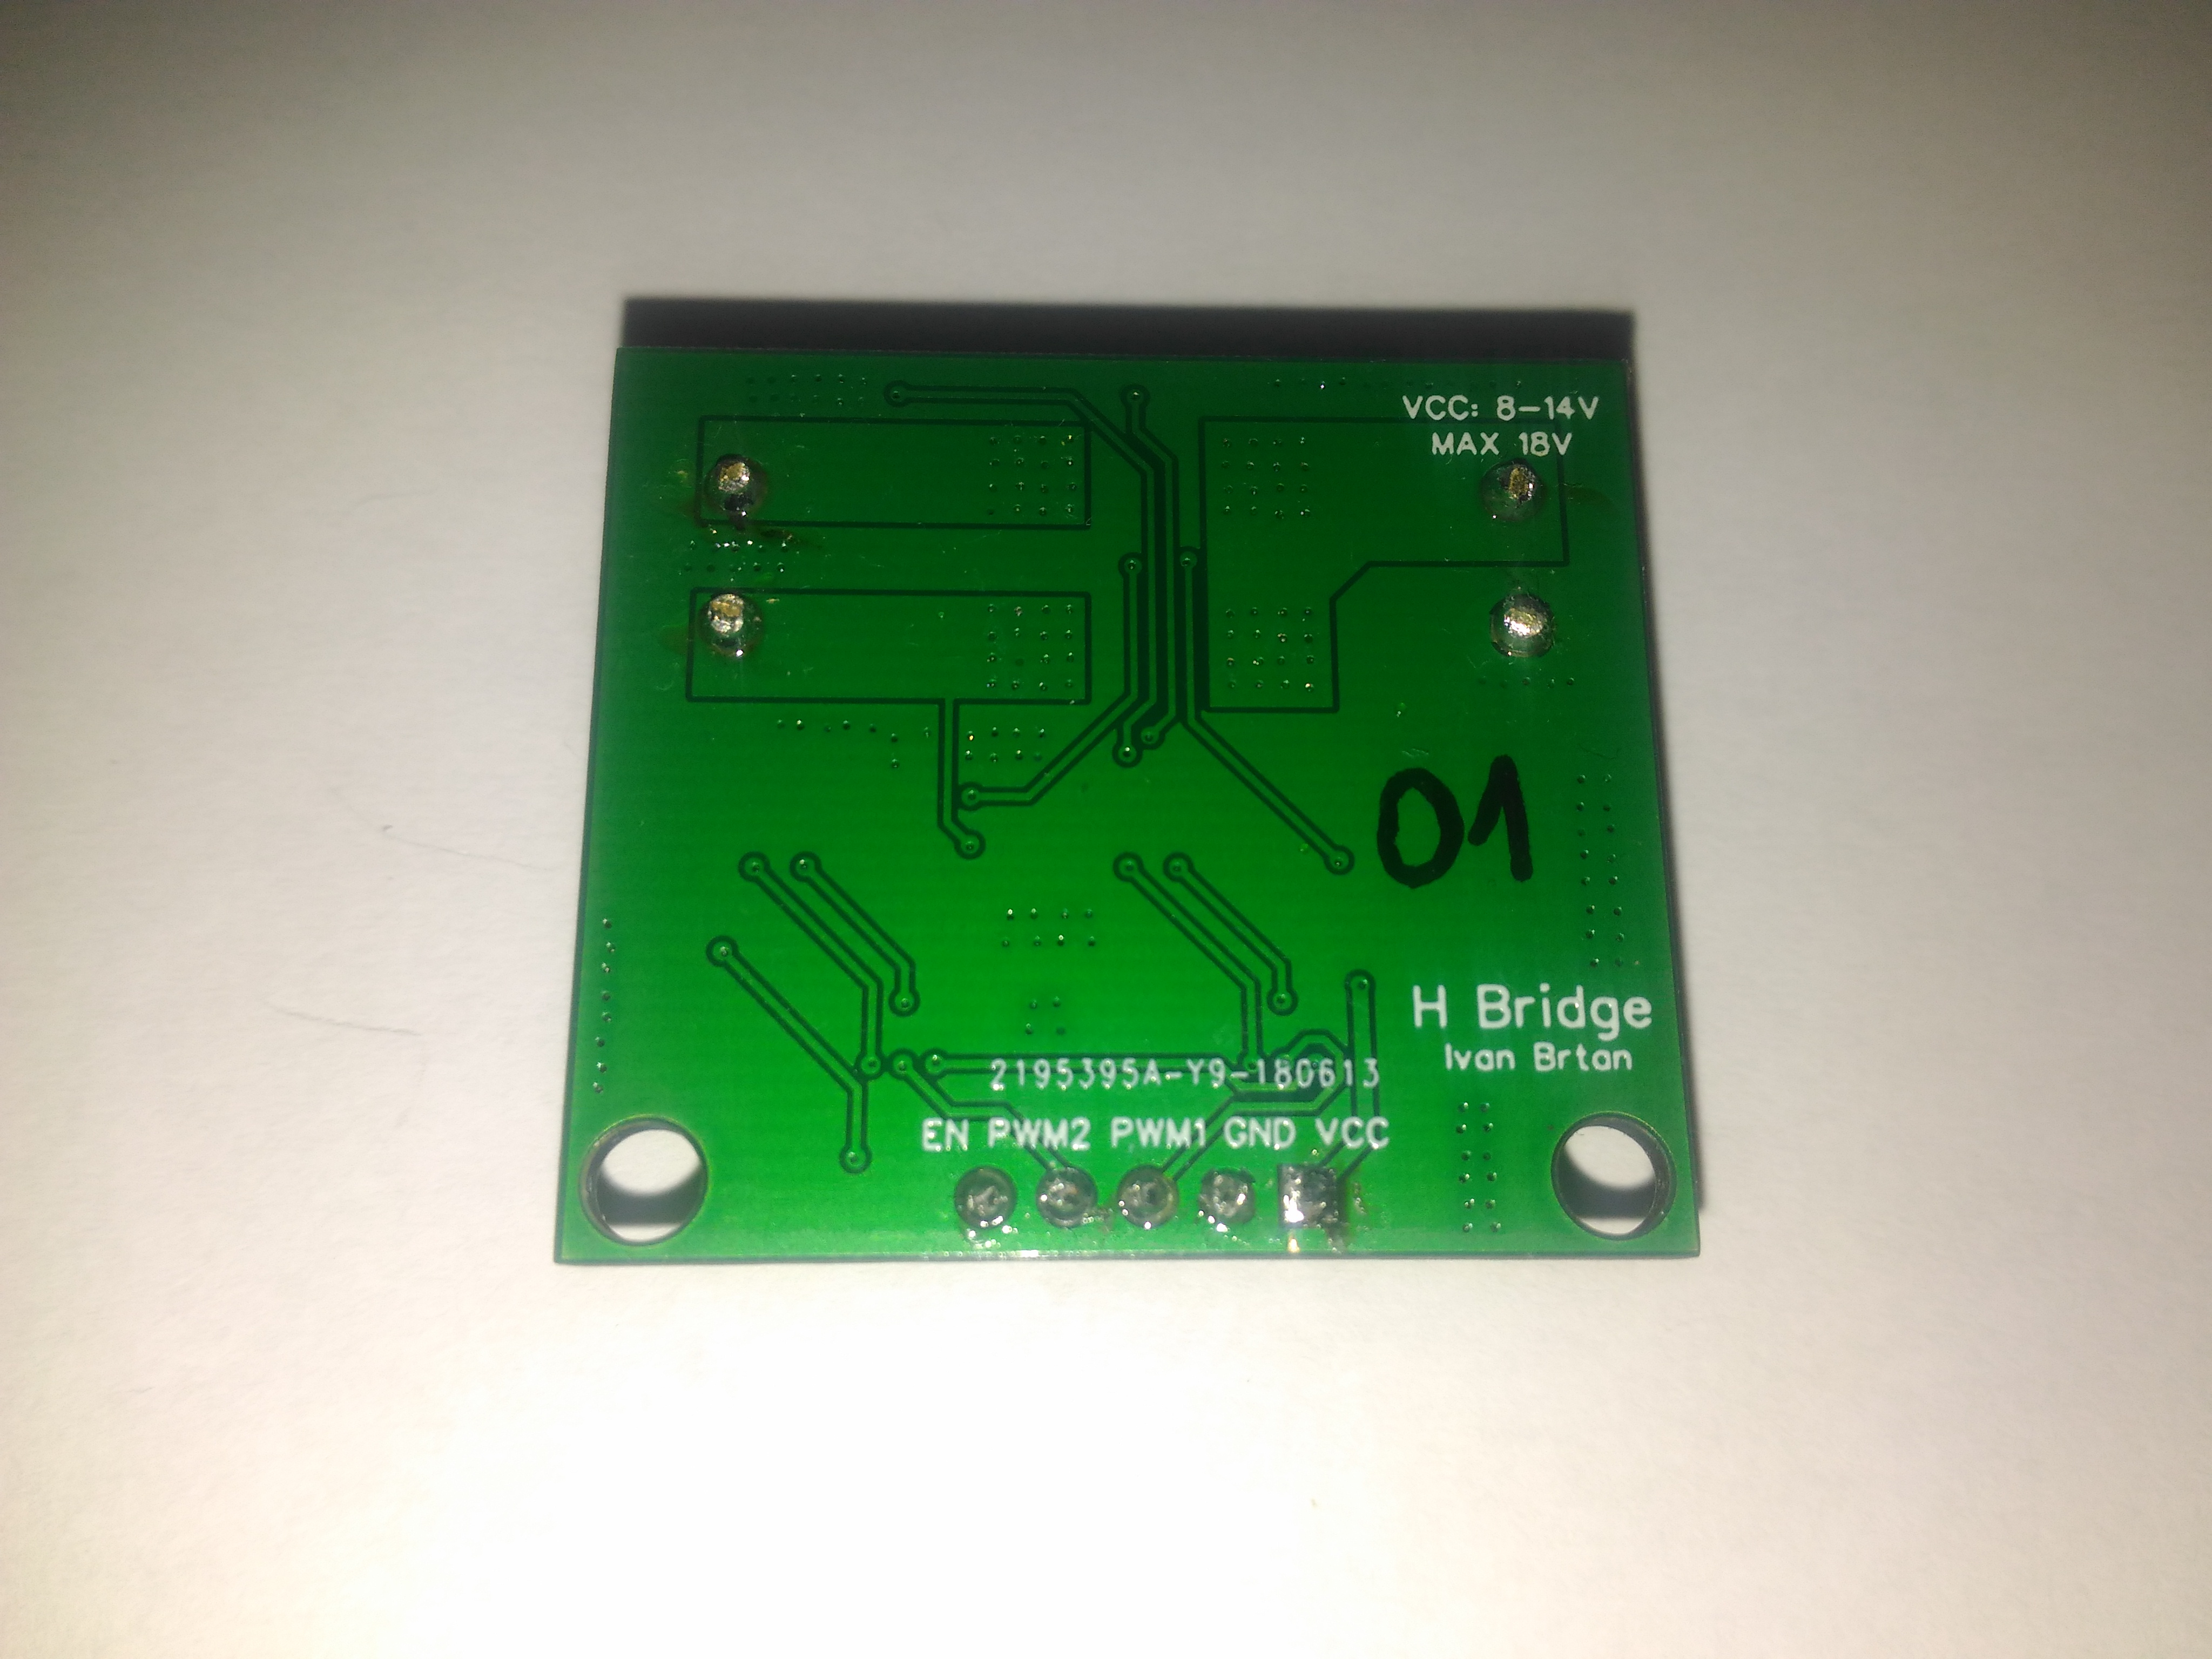 VCC: 8-14V
MAX 18V
01
H Bridge
Ivan Brtan
2195395A-Y9-180613
EN PWM2 PWM1 GND VCC